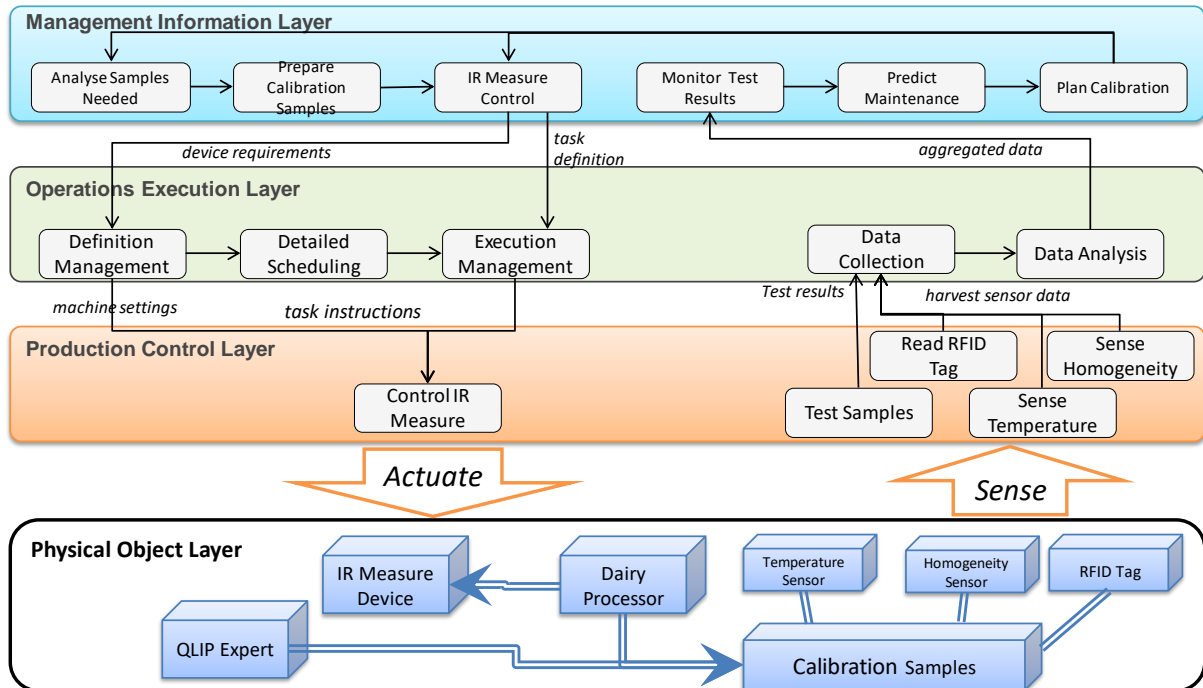 Management Information Layer
Analyse Samples
Needed
Prepare
Calibration
Samples
IR Measure
Control
Monitor Test
Results
Predict
Maintenance
Plan Calibration
device requirements
task
definition
aggregated data
Operations Execution Layer
Definition
Management
Detailed
Scheduling
Execution
Management
Data
Collection
Data Analysis
machine settings
task instructions
Test results
harvest sensor data
Production Control Layer
Control IR
Measure
Read RFID
Tag
Sense
Homogeneity
Test Samples
Sense
Temperature
Actuate
Sense
Physical Object Layer
IR Measure
Device
Dairy
Processor
Temperature
Sensor
Homogeneity
Sensor
RFID Tag
QLIP Expert
Calibration Samples